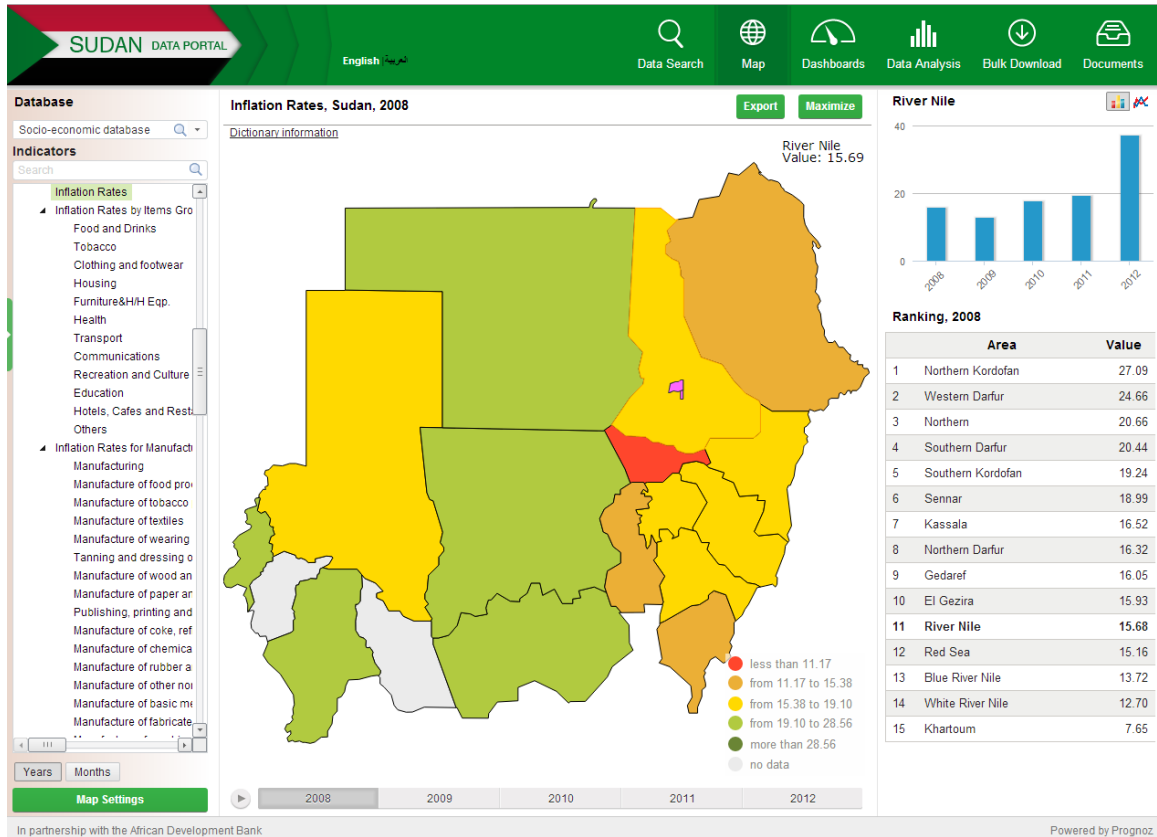 SUDAN DATA PORTAL
English العربية
Data Search
Map
Dashboards
Data Analysis
Bulk Download
Documents
Database
Socio-economic database
Indicators
Search
Inflation Rates
Inflation Rates by Items Gro
Food and Drinks
Tobacco
Clothing and footwear
Housing
Furniture&H/H Eqp.
Health
Transport
Communications
Recreation and Culture
Education
Hotels, Cafes and Resta
Others
Inflation Rates for Manufactu
Manufacturing
Manufacture of food pro
Manufacture of tobacco
Manufacture of textiles
Manufacture of wearing
Tanning and dressing o
Manufacture of wood an
Manufacture of paper an
Publishing, printing and
Manufacture of coke, ref
Manufacture of chemica
Manufacture of rubber a
Manufacture of other no
Manufacture of basic me
Manufacture of fabricate
Years Months
Map Settings
Inflation Rates, Sudan, 2008
Export Maximize
Dictionary information
River Nile
Value: 15.69
less than 11.17
from 11.17 to 15.38
from 15.38 to 19.10
from 19.10 to 28.56
more than 28.56
no data
2008 2009 2010 2011 2012
River Nile
40
20
0
2008 2009 2010 2011 2012
Ranking, 2008
Area Value
1 Northern Kordofan 27.09
2 Western Darfur 24.66
3 Northern 20.66
4 Southern Darfur 20.44
5 Southern Kordofan 19.24
6 Sennar 18.99
7 Kassala 16.52
8 Northern Darfur 16.32
9 Gedaref 16.05
10 El Gezira 15.93
11 River Nile 15.68
12 Red Sea 15.16
13 Blue River Nile 13.72
14 White River Nile 12.70
15 Khartoum 7.65
In partnership with the African Development Bank
Powered by Prognoz